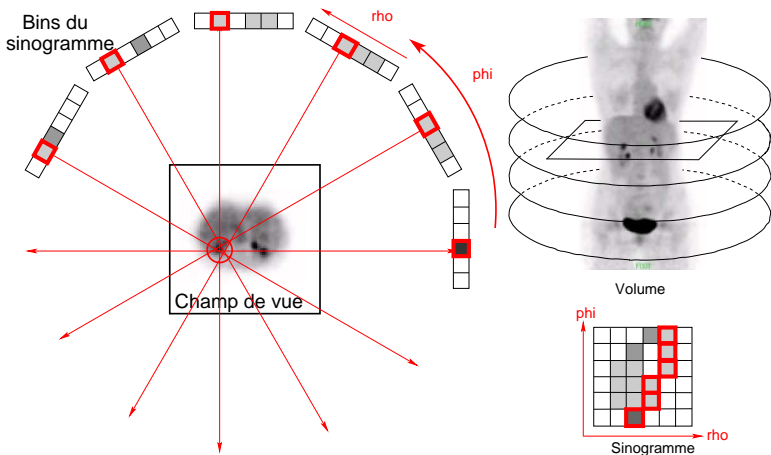 Bins du
sinogramme
rho
phi
Champ de vue
Volume
phi
rho
Sinogramme